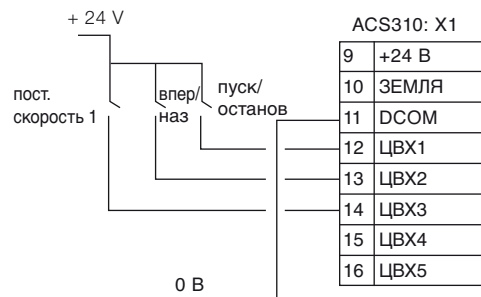 + 24 V
ACS310: X1
9 +24 В
10 ЗЕМЛЯ
11 DCOM
12 ЦВХ1
13 ЦВХ2
14 ЦВХ3
15 ЦВХ4
16 ЦВХ5
пост.
скорость 1
впер/
наз
пуск/
останов
0 В